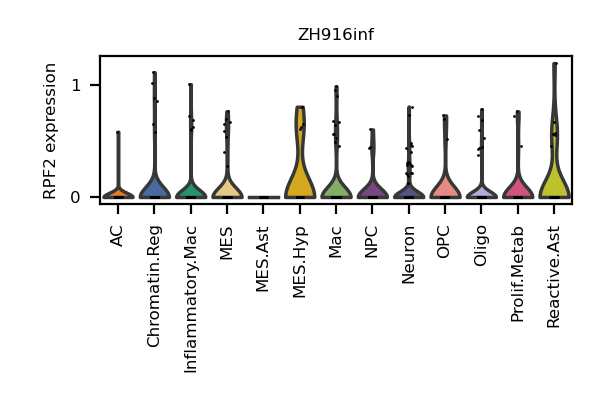 ZH916inf
RPF2 expression
1
0
AC
Chromatin.Reg
Inflammatory.Mac
MES
MES.Ast
MES.Hyp
Mac
NPC
Neuron
OPC
Oligo
Prolif.Metab
Reactive.Ast